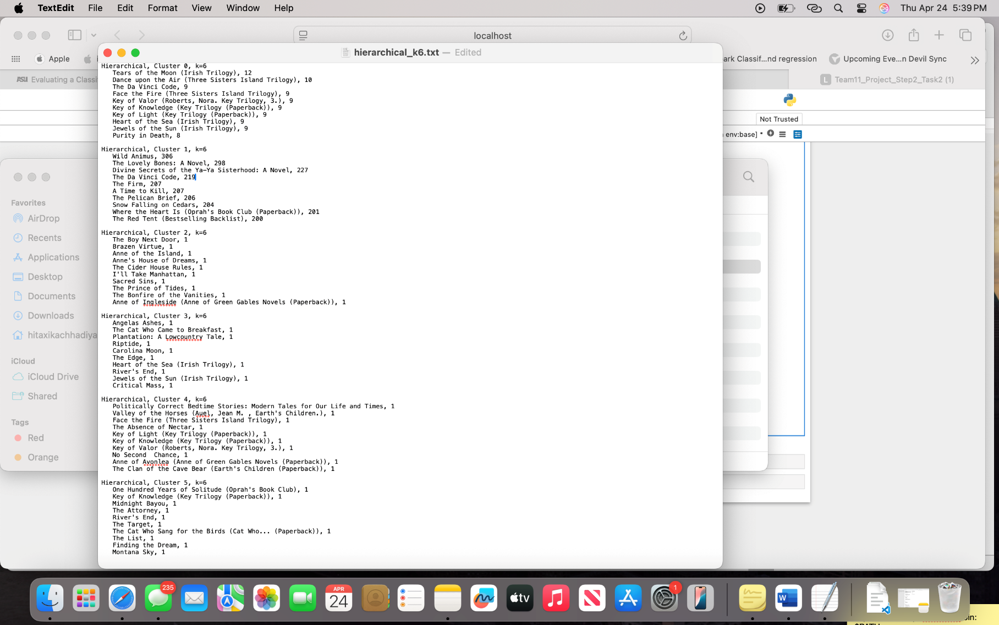 TextEdit File Edit Format View Window Help Thu Apr 24 5:39 PM
localhost
Apple
ark Classif...nd regression
Upcoming Eve...n Devil Sync
hierarchical_k6.txt — Edited
ASU Evaluating a Classi
L Team11_Project_Step2_Task2 (1)
Not Trusted
env:base] *
Favorites
AirDrop
Recents
Applications
Desktop
Documents
Downloads
hitaxikachhadiya
iCloud
iCloud Drive
Shared
Tags
Red
Orange
Hierarchical, Cluster 0, k=6
Tears of the Moon (Irish Trilogy), 12
Dance upon the Air (Three Sisters Island Trilogy), 10
The Da Vinci Code, 9
Face the Fire (Three Sisters Island Trilogy), 9
Key of Valor (Roberts, Nora. Key Trilogy, 3.), 9
Key of Knowledge (Key Trilogy (Paperback)), 9
Key of Light (Key Trilogy (Paperback)), 9
Heart of the Sea (Irish Trilogy), 9
Jewels of the Sun (Irish Trilogy), 9
Purity in Death, 8
Hierarchical, Cluster 1, k=6
Wild Animus, 306
The Lovely Bones: A Novel, 298
Divine Secrets of the Ya-Ya Sisterhood: A Novel, 227
The Da Vinci Code, 219
The Firm, 207
A Time to Kill, 207
The Pelican Brief, 206
Snow Falling on Cedars, 204
Where the Heart Is (Oprah's Book Club (Paperback)), 201
The Red Tent (Bestselling Backlist), 200
Hierarchical, Cluster 2, k=6
The Boy Next Door, 1
Brazen Virtue, 1
Anne of the Island, 1
Anne's House of Dreams, 1
The Cider House Rules, 1
I'll Take Manhattan, 1
Sacred Sins, 1
The Prince of Tides, 1
The Bonfire of the Vanities, 1
Anne of Ingleside (Anne of Green Gables Novels (Paperback)), 1
Hierarchical, Cluster 3, k=6
Angelas Ashes, 1
The Cat Who Came to Breakfast, 1
Plantation: A Lowcountry Tale, 1
Riptide, 1
Carolina Moon, 1
The Edge, 1
Heart of the Sea (Irish Trilogy), 1
River's End, 1
Jewels of the Sun (Irish Trilogy), 1
Critical Mass, 1
Hierarchical, Cluster 4, k=6
Politically Correct Bedtime Stories: Modern Tales for Our Life and Times, 1
Valley of the Horses (Auel, Jean M. , Earth's Children.), 1
Face the Fire (Three Sisters Island Trilogy), 1
The Absence of Nectar, 1
Key of Light (Key Trilogy (Paperback)), 1
Key of Knowledge (Key Trilogy (Paperback)), 1
Key of Valor (Roberts, Nora. Key Trilogy, 3.), 1
No Second  Chance, 1
Anne of Avonlea (Anne of Green Gables Novels (Paperback)), 1
The Clan of the Cave Bear (Earth's Children (Paperback)), 1
Hierarchical, Cluster 5, k=6
One Hundred Years of Solitude (Oprah's Book Club), 1
Key of Knowledge (Key Trilogy (Paperback)), 1
Midnight Bayou, 1
The Attorney, 1
River's End, 1
The Target, 1
The Cat Who Sang for the Birds (Cat Who... (Paperback)), 1
The List, 1
Finding the Dream, 1
Montana Sky, 1
235
APR
24
tv
1
W